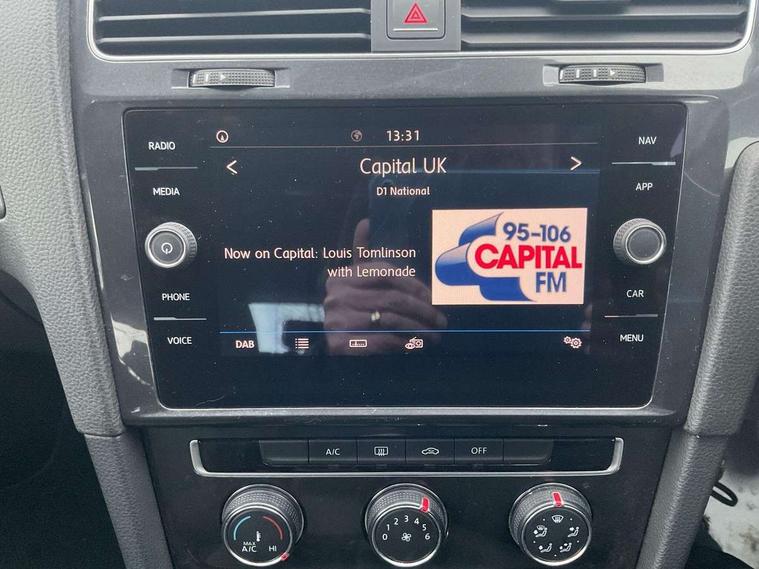 13:31
RADIO
NAV
Capital UK
D1 National
MEDIA
APP
95-106
CAPITAL
FM
Now on Capital: Louis Tomlinson
with Lemonade
PHONE
CAR
VOICE
MENU
DAB
A/C
OFF
MAX
A/C
HI
0 1 2 3 4 5 6